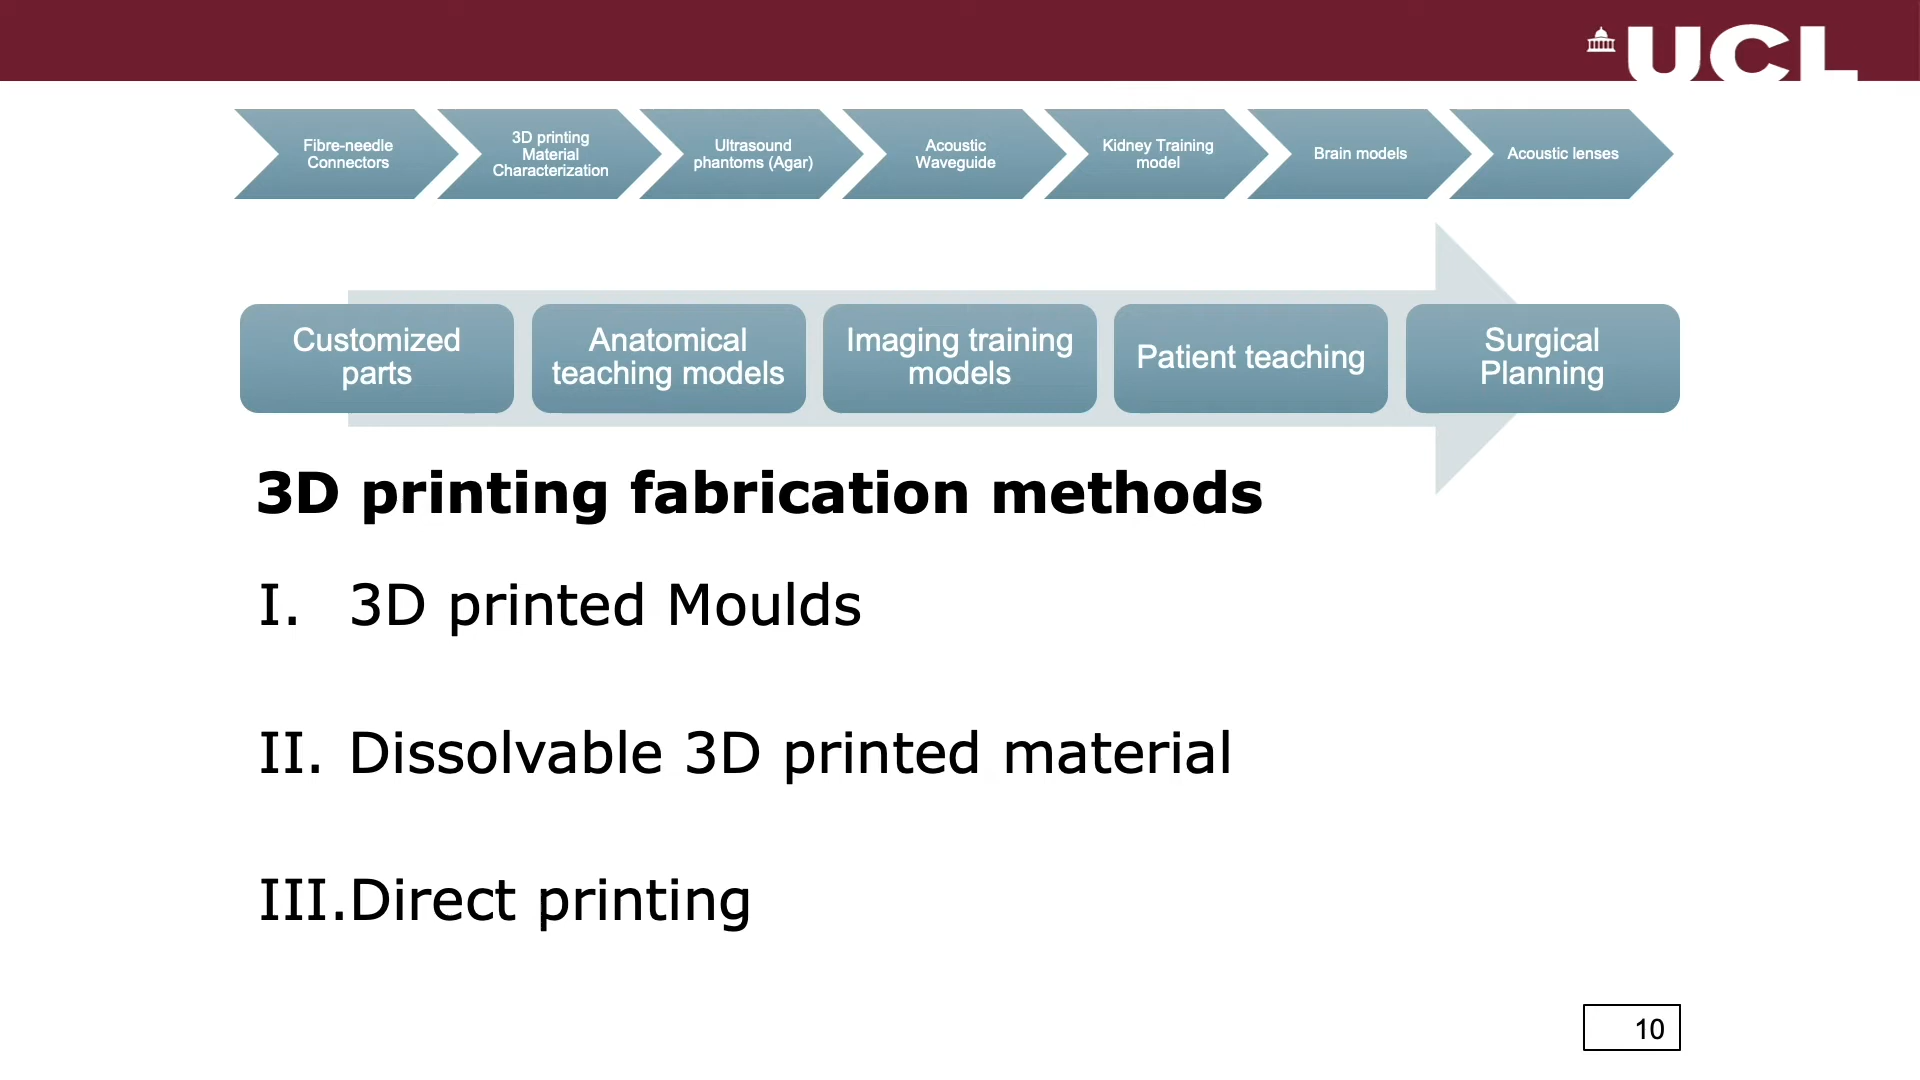 UCL
Fibre-needle
Connectors
3D printing
Material
Characterization
Ultrasound
phantoms (Agar)
Acoustic
Waveguide
Kidney Training
model
Brain models
Acoustic lenses
Customized
parts
Anatomical
teaching models
Imaging training
models
Patient teaching
Surgical
Planning
3D printing fabrication methods
I. 3D printed Moulds
II. Dissolvable 3D printed material
III. Direct printing
10